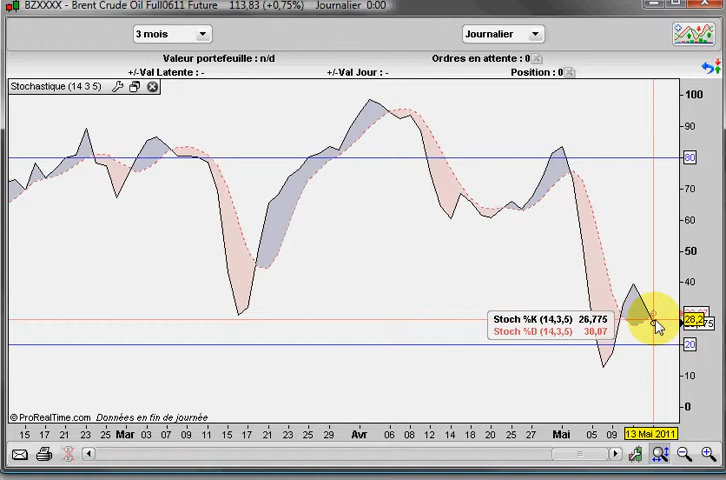 BZXXXX - Brent Crude Oil Full0611 Future 113,83 (+0,75%) Journalier 0:00
3 mois
Journalier
Valeur portefeuille: n/d
Ordres en attente: 0
+/-Val Latente: -
+/-Val Jour: -
Position: 0
Stochastique (14 3 5)
100
90
80
70
60
50
40
Stoch %K (14,3,5) 26,775
Stoch %D (14,3,5) 30,07
28,2
20
10
0
© ProRealTime.com Données en fin de journée
15 17 21 23 Mar 03 07 09 11 15 17 21 23 25 29 Avr 06 08 12 14 18 20 25 27 Mai 05 09 13 Mai 2011